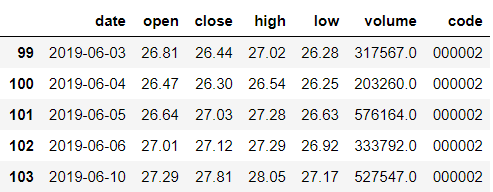 date open close high low volume code
99 2019-06-03 26.81 26.44 27.02 26.28 317567.0 000002
100 2019-06-04 26.47 26.30 26.54 26.25 203260.0 000002
101 2019-06-05 26.64 27.03 27.28 26.63 576164.0 000002
102 2019-06-06 27.01 27.12 27.29 26.92 333792.0 000002
103 2019-06-10 27.29 27.81 28.05 27.17 527547.0 000002